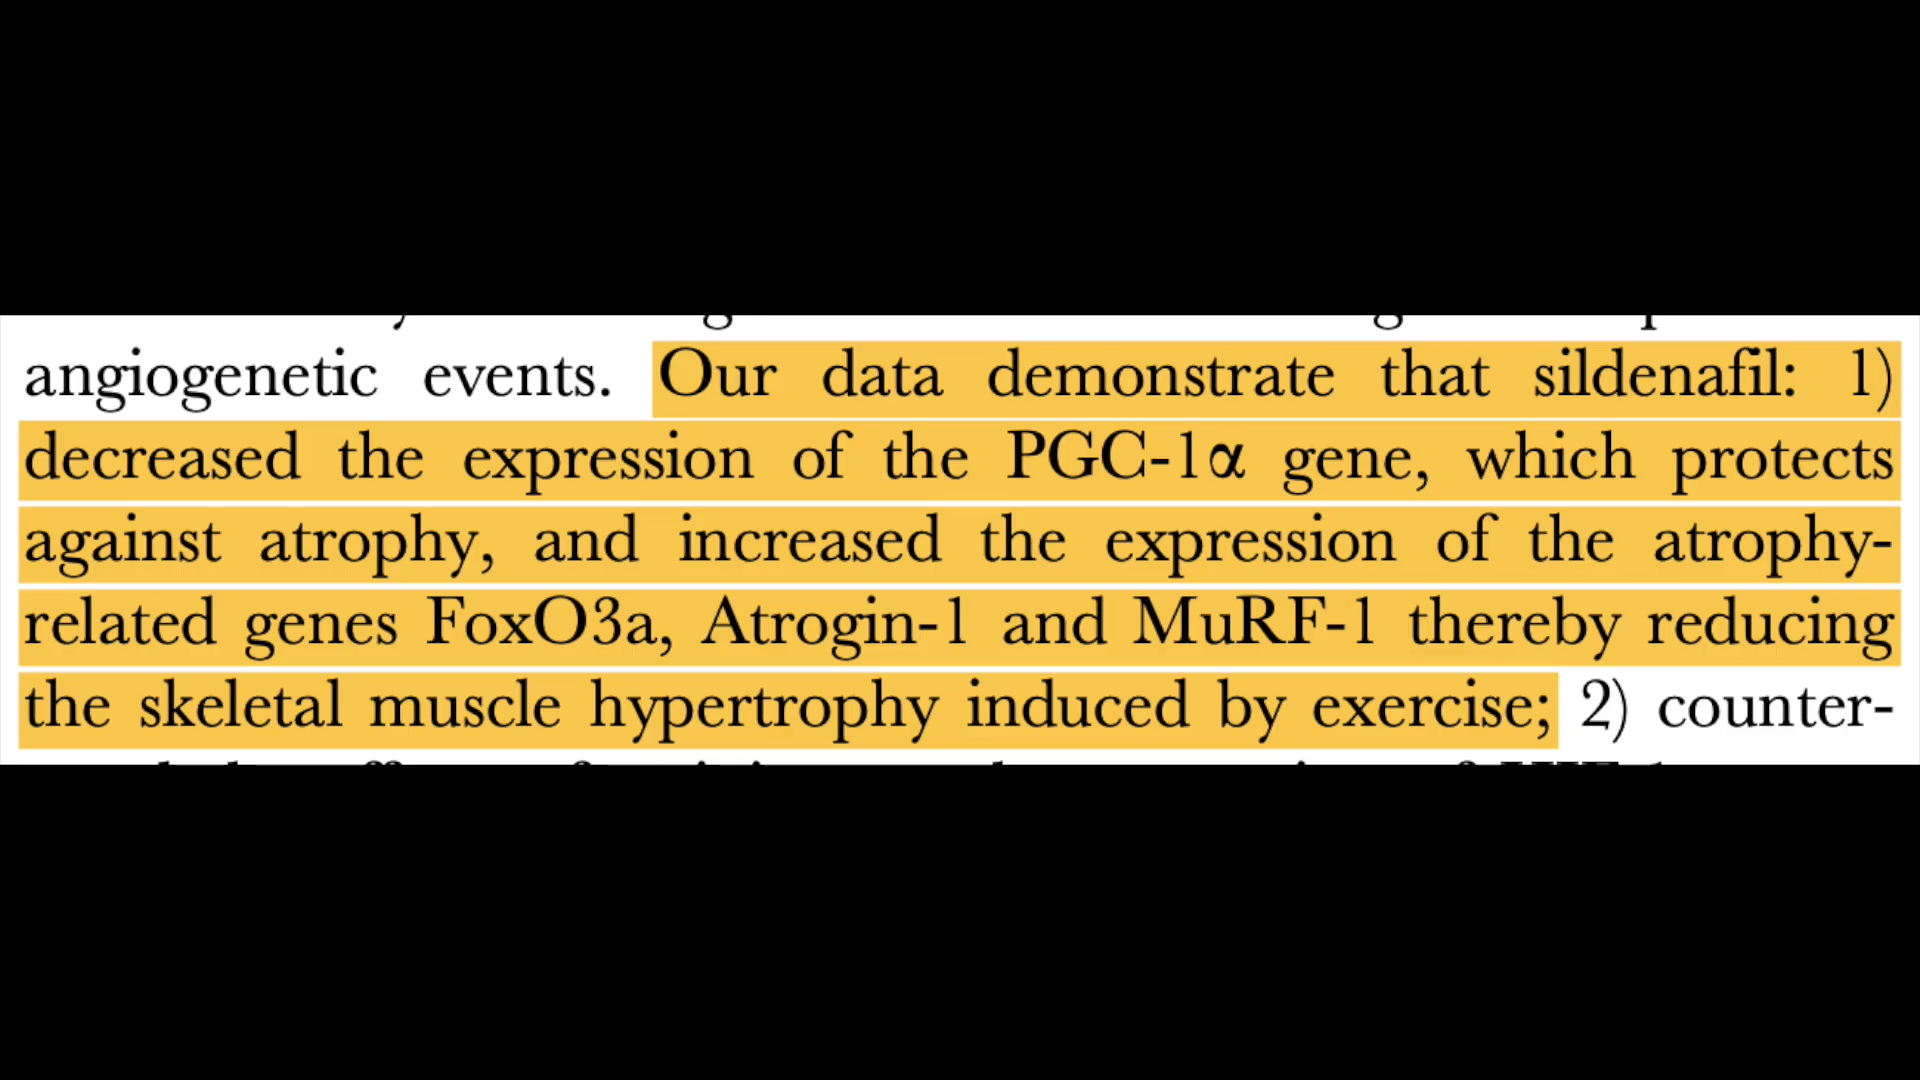 angiogenetic events. Our data demonstrate that sildenafil: 1)
decreased the expression of the PGC-1α gene, which protects
against atrophy, and increased the expression of the atrophy-
related genes FoxO3a, Atrogin-1 and MuRF-1 thereby reducing
the skeletal muscle hypertrophy induced by exercise; 2) counter-